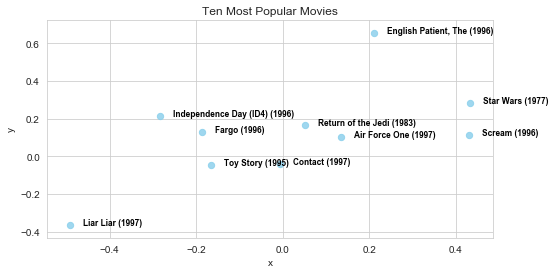 Ten Most Popular Movies
0.6
0.4
0.2
0.0
−0.2
−0.4
y
English Patient, The (1996)
Star Wars (1977)
Independence Day (ID4) (1996)
Return of the Jedi (1983)
Fargo (1996)
Air Force One (1997)
Scream (1996)
Toy Story (1995)
Contact (1997)
Liar Liar (1997)
−0.4
−0.2
0.0
0.2
0.4
x